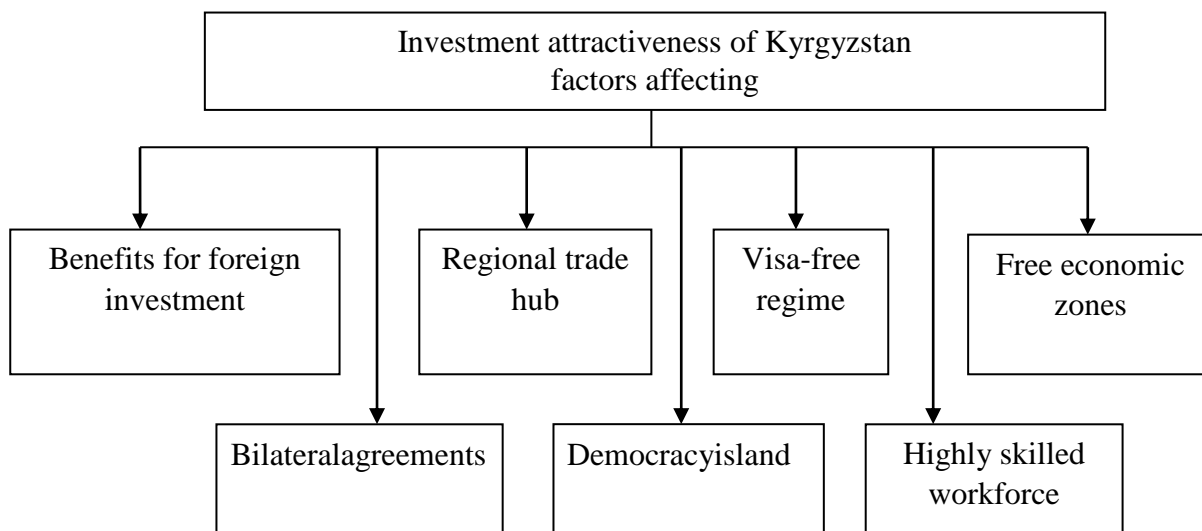 Investment attractiveness of Kyrgyzstan
factors affecting
Benefits for foreign
investment
Regional trade
hub
Visa-free
regime
Free economic
zones
Bilateralagreements
Democracyisland
Highly skilled
workforce